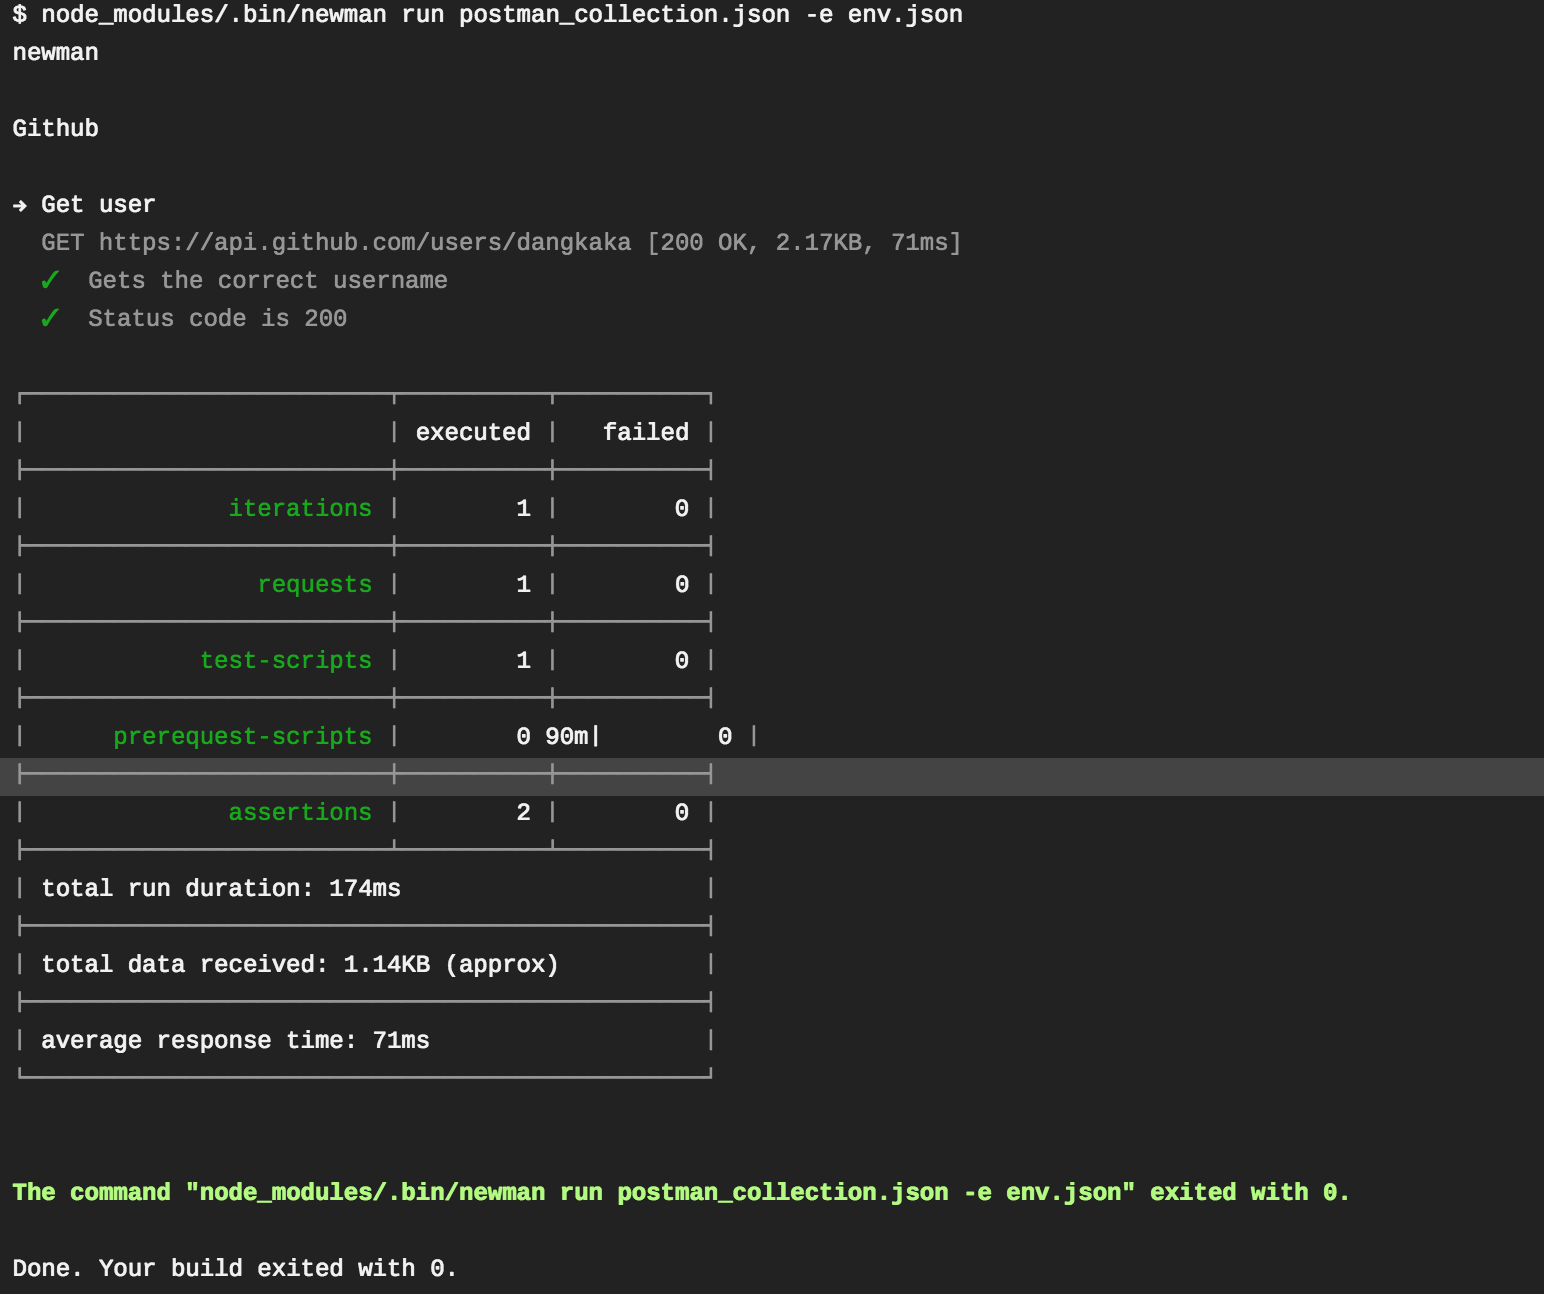 $ node_modules/.bin/newman run postman_collection.json -e env.json
newman
Github
→ Get user
GET https://api.github.com/users/dangkaka [200 OK, 2.17KB, 71ms]
✓ Gets the correct username
✓ Status code is 200
executed | failed
iterations | 1 | 0
requests | 1 | 0
test-scripts | 1 | 0
prerequest-scripts | 0 90m| 0 |
assertions | 2 | 0
total run duration: 174ms
total data received: 1.14KB (approx)
average response time: 71ms
The command "node_modules/.bin/newman run postman_collection.json -e env.json" exited with 0.
Done. Your build exited with 0.